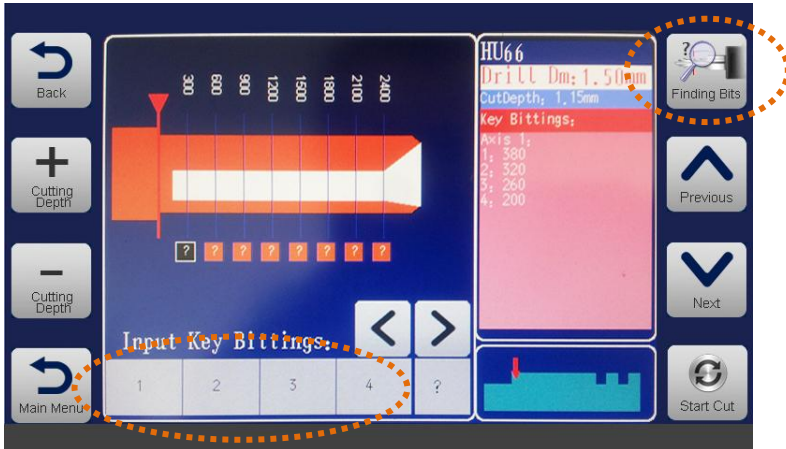 Back
Cutting
Depth
Cutting
Depth
Main Menu
300
600
900
1200
1500
1800
2100
2400
? ? ? ? ? ? ? ?
Input Key Bittings:
1 2 3 4 ?
HU66
Drill Dm: 1.50mm
CutDepth: 1.15mm
Key Bittings:
Axis 1:
1: 380
2: 320
3: 260
4: 200
?
Finding Bits
Previous
Next
Start Cut